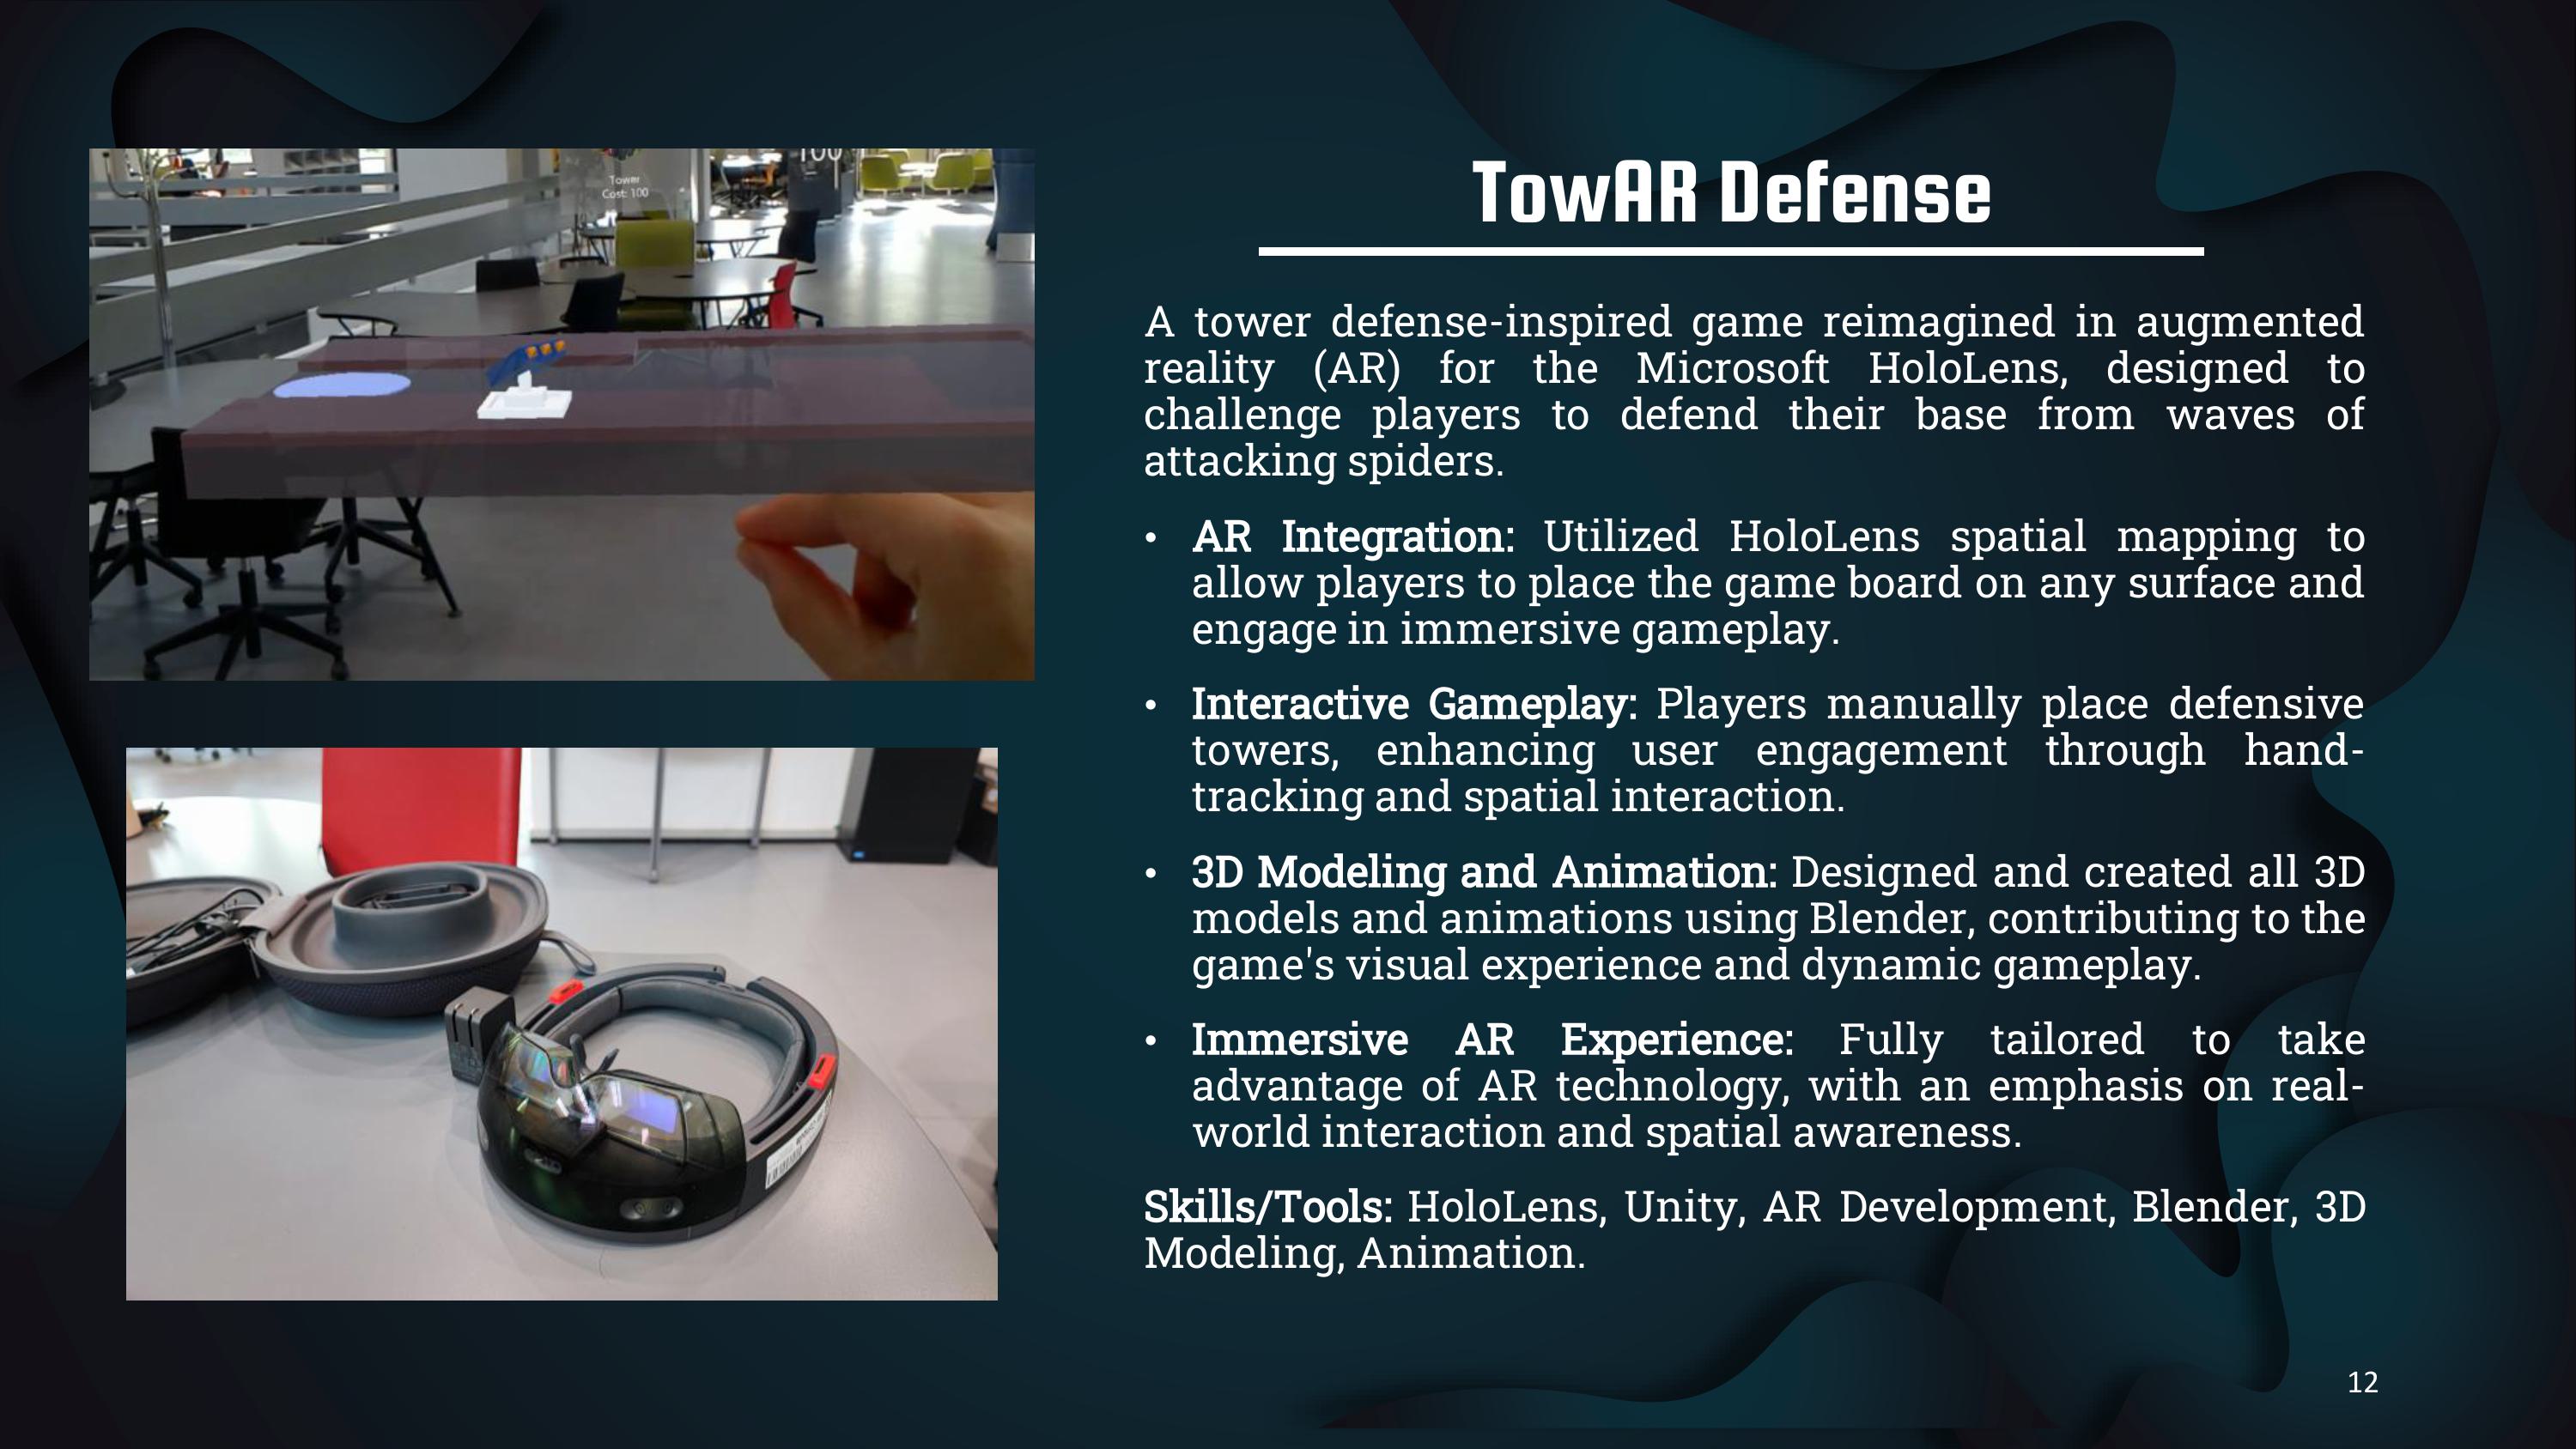 Tower
Cost: 100
TowAR Defense
A tower defense-inspired game reimagined in augmented
reality (AR) for the Microsoft HoloLens, designed to
challenge players to defend their base from waves of
attacking spiders.
• AR Integration: Utilized HoloLens spatial mapping to
allow players to place the game board on any surface and
engage in immersive gameplay.
• Interactive Gameplay: Players manually place defensive
towers, enhancing user engagement through hand-
tracking and spatial interaction.
• 3D Modeling and Animation: Designed and created all 3D
models and animations using Blender, contributing to the
game's visual experience and dynamic gameplay.
• Immersive AR Experience: Fully tailored to take
advantage of AR technology, with an emphasis on real-
world interaction and spatial awareness.
Skills/Tools: HoloLens, Unity, AR Development, Blender, 3D
Modeling, Animation.
12